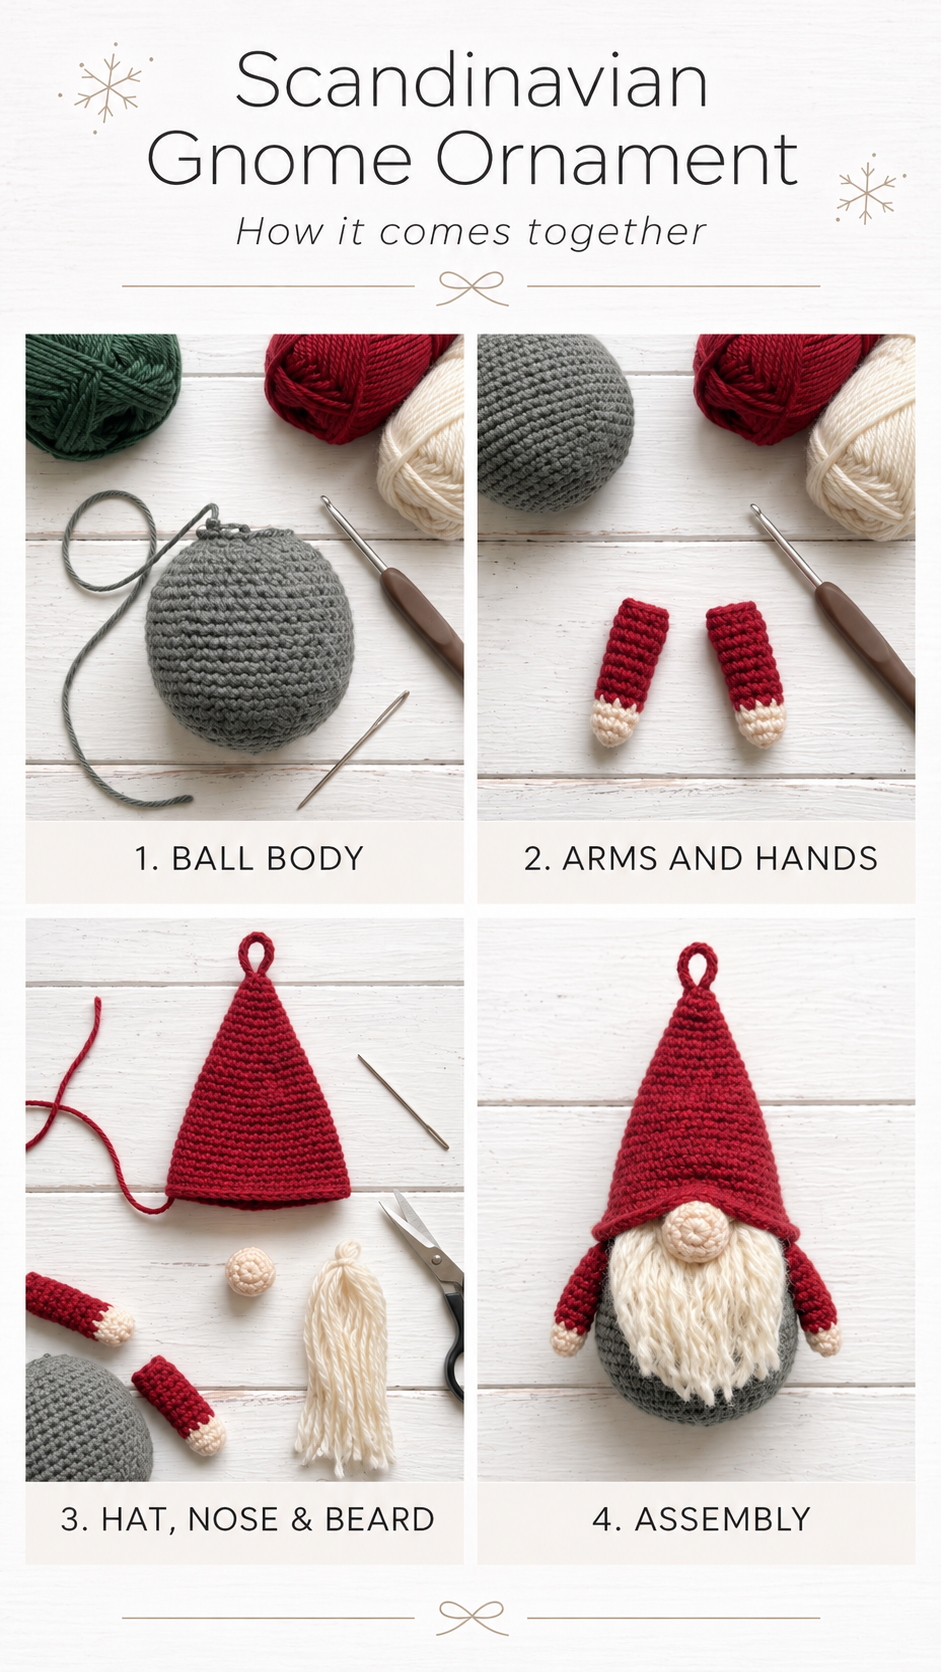 Scandinavian
Gnome Ornament
How it comes together
1. BALL BODY
2. ARMS AND HANDS
3. HAT, NOSE & BEARD
4. ASSEMBLY